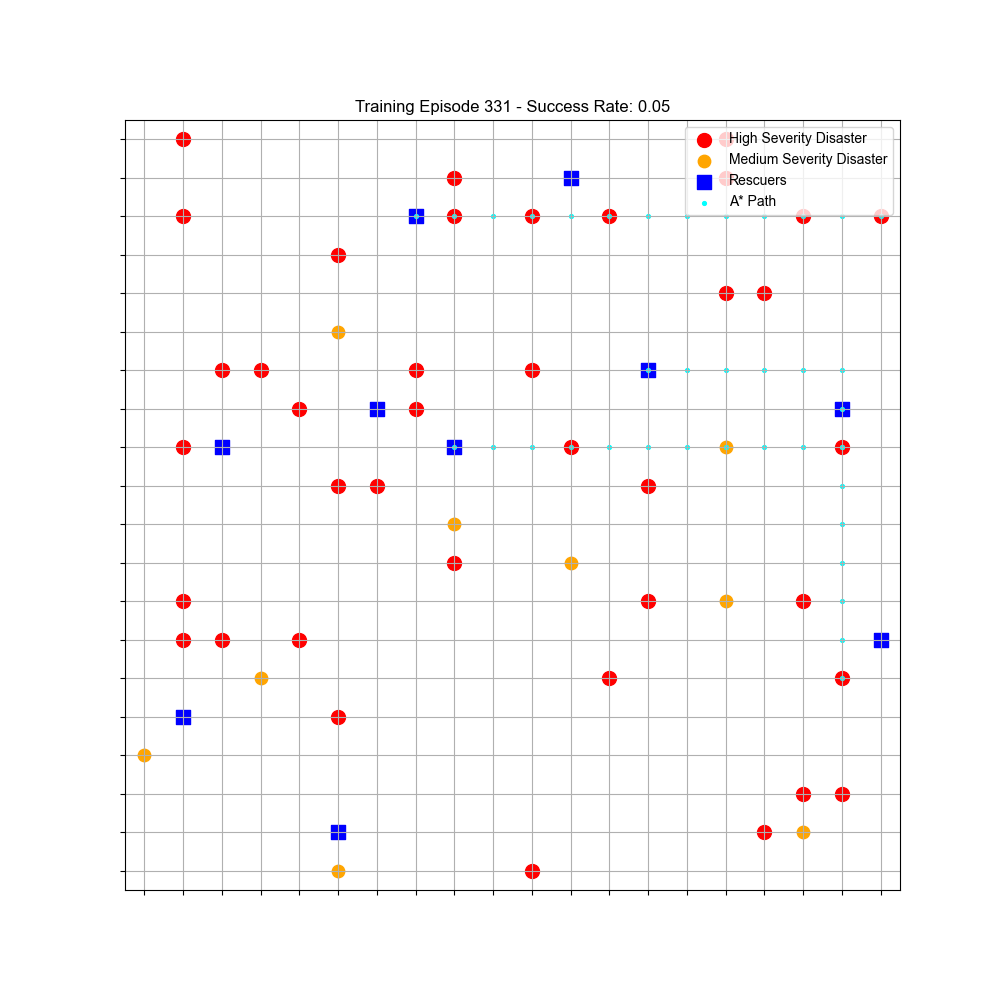 Training Episode 331 - Success Rate: 0.05
High Severity Disaster
Medium Severity Disaster
Rescuers
A* Path